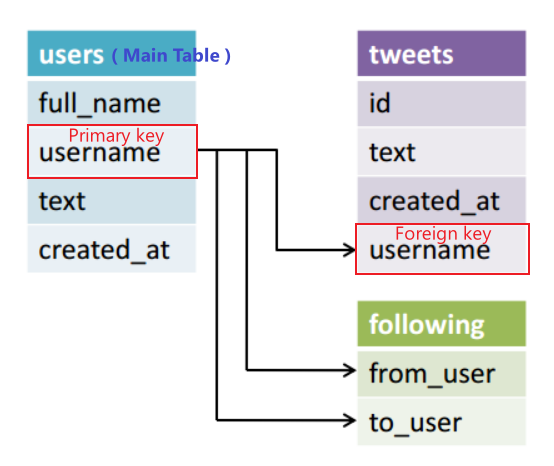 users ( Main Table )
full_name
Primary key
username
text
created_at
tweets
id
text
created_at
Foreign key
username
following
from_user
to_user